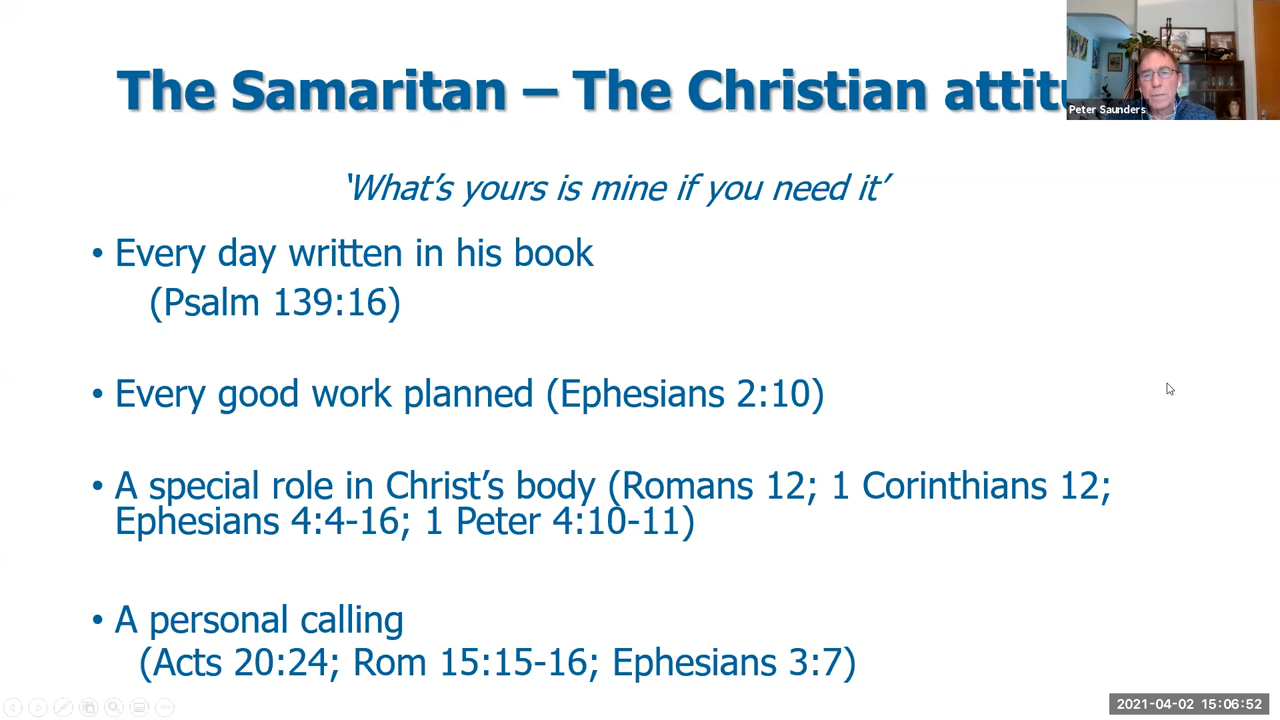 The Samaritan – The Christian attitu
Peter Saunders
‘What’s yours is mine if you need it’
• Every day written in his book
(Psalm 139:16)
• Every good work planned (Ephesians 2:10)
• A special role in Christ’s body (Romans 12; 1 Corinthians 12;
Ephesians 4:4-16; 1 Peter 4:10-11)
• A personal calling
(Acts 20:24; Rom 15:15-16; Ephesians 3:7)
2021-04-02 15:06:52